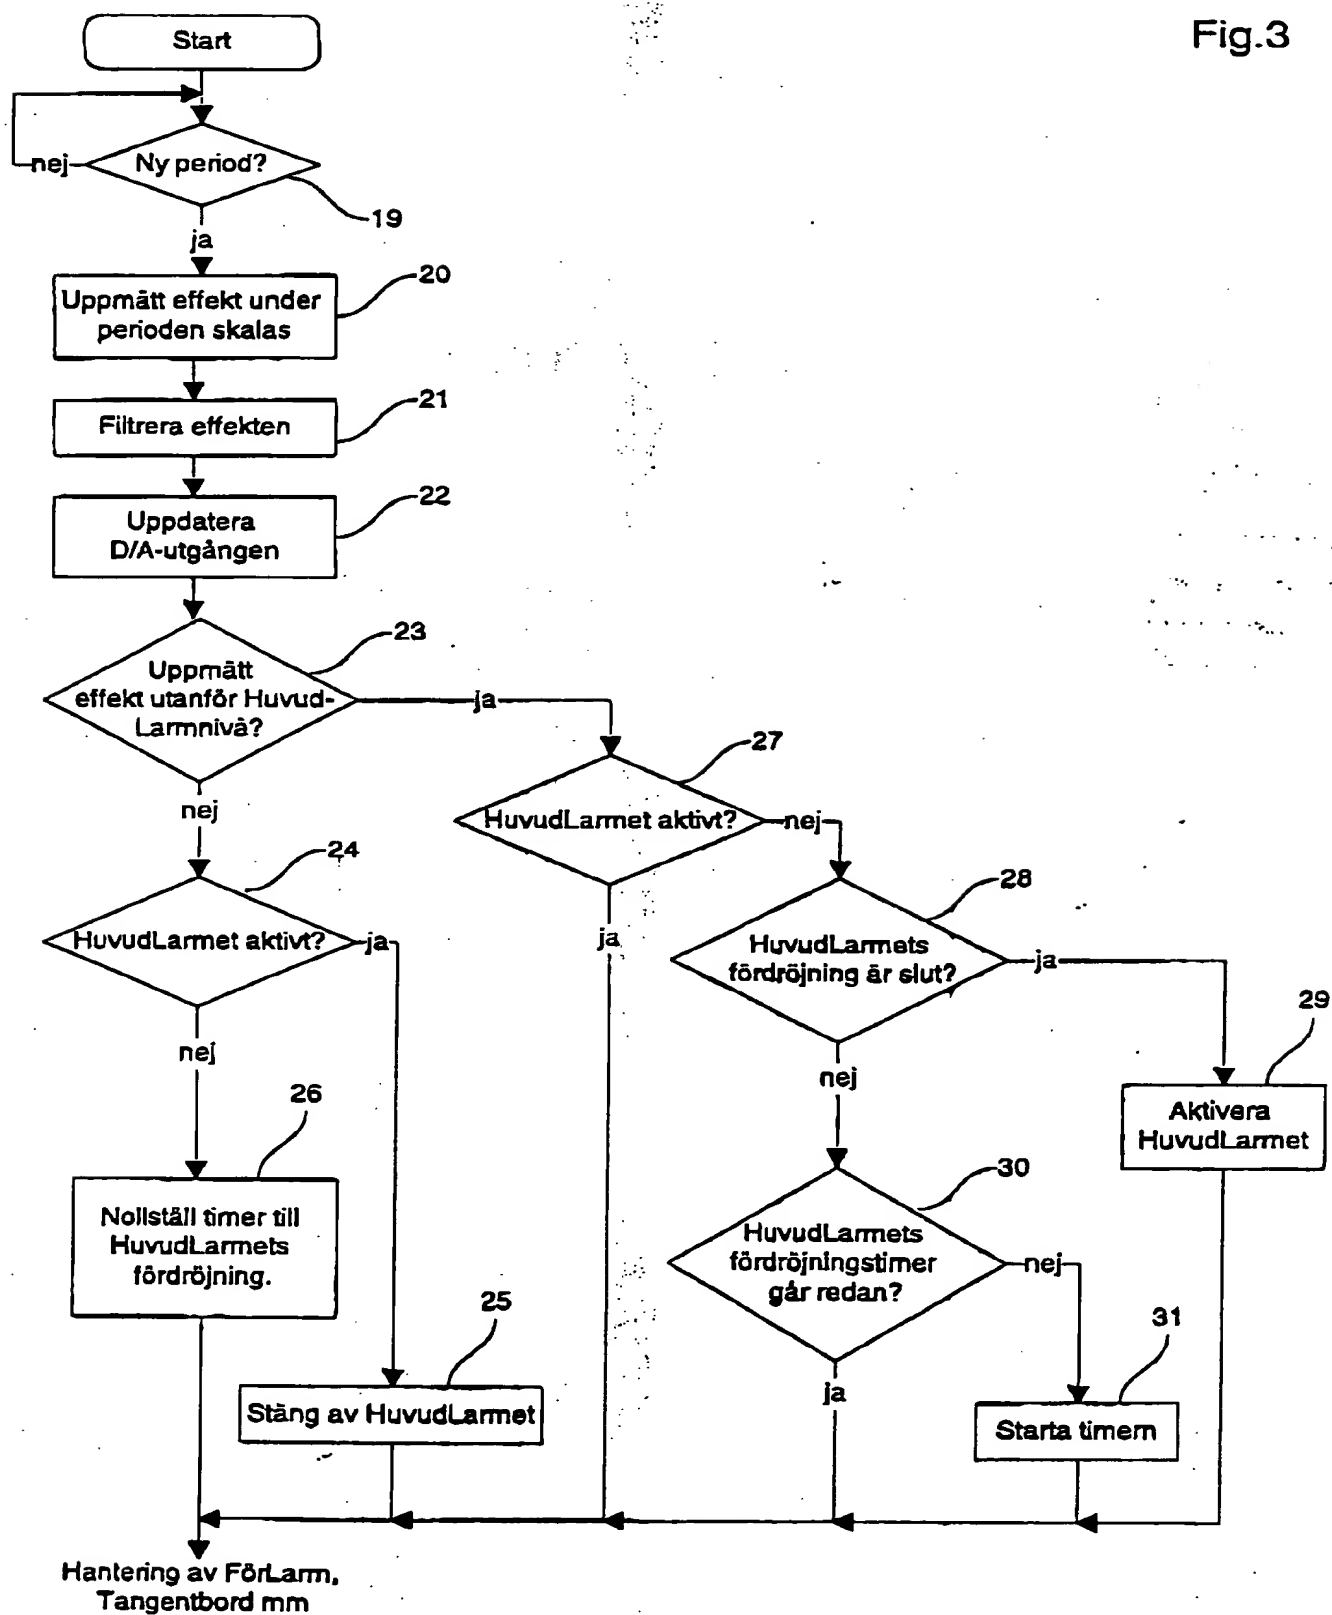 Fig.3
Start
Ny period?
nej
19
ja
20
Uppmätt effekt under
perioden skalas
21
Filtrera effekten
22
Uppdatera
D/A-utgången
23
Uppmätt
effekt utanför Huvud-
Larmnivå?
ja
nej
27
HuvudLarmet aktivt?
nej
ja
24
HuvudLarmet aktivt?
ja
nej
28
HuvudLarmets
fördröjning är slut?
ja
nej
29
Aktivera
HuvudLarmet
26
Nollställ timer till
HuvudLarmets
fördröjning.
30
HuvudLarmets
fördröjningstimer
går redan?
nej
ja
25
Stäng av HuvudLarmet
31
Starta timern
Hantering av FörLarm,
Tangentbord mm